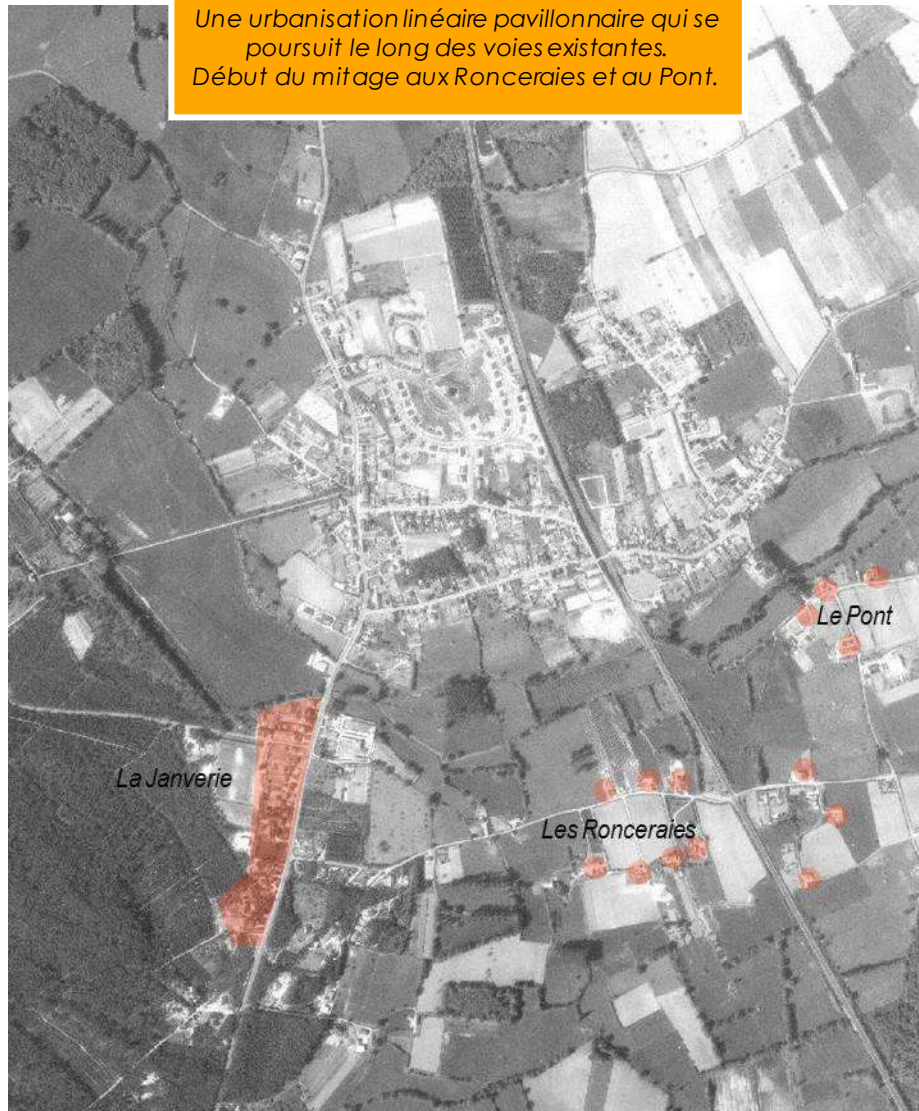 Une urbanisation linéaire pavillonnaire qui se
poursuit le long des voies existantes.
Début du mitage aux Ronceraies et au Pont.
Le Pont
La Janverie
Les Ronceraies